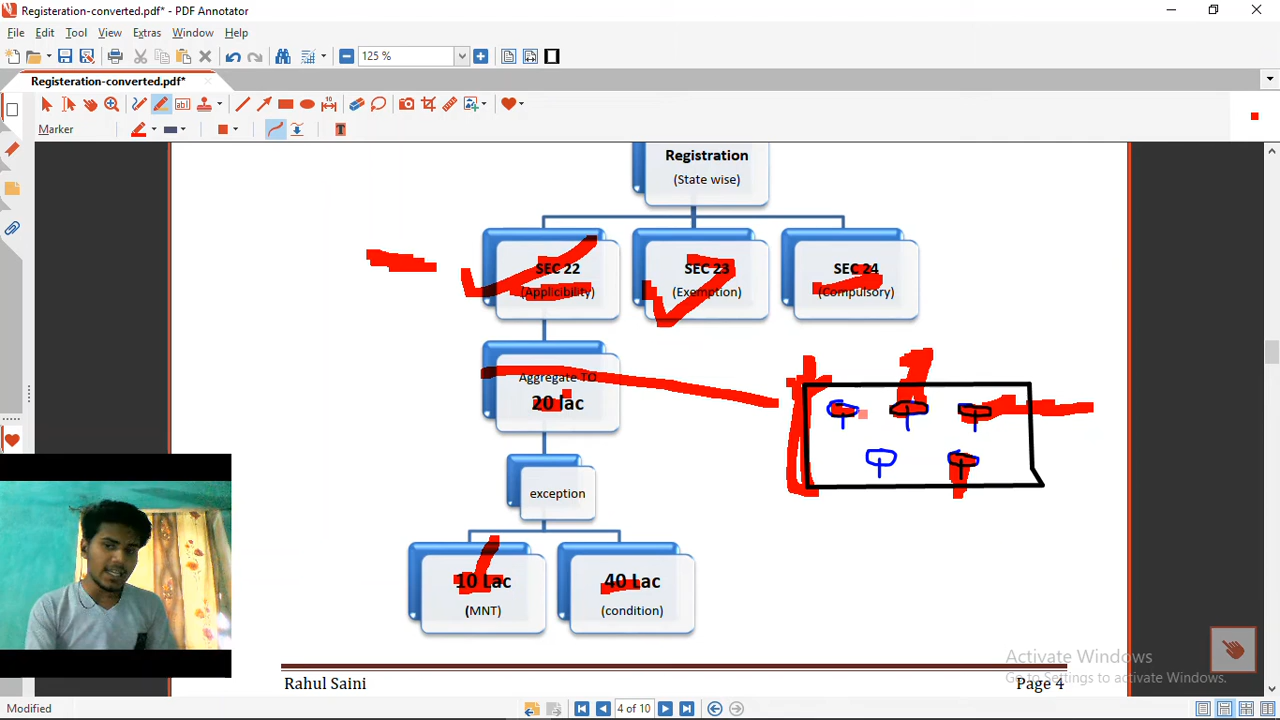 Registeration-converted.pdf* - PDF Annotator
File Edit Tool View Extras Window Help
125 %
Registeration-converted.pdf*
Marker
Registration
(State wise)
SEC 22
(Applicibility)
SEC 23
(Exemption)
SEC 24
(Compulsory)
Aggregate TO
20 lac
1
exception
10 Lac
(MNT)
40 Lac
(condition)
Activate Windows
Go to Settings to activate Windows.
Rahul Saini
Page 4
Modified
4 of 10